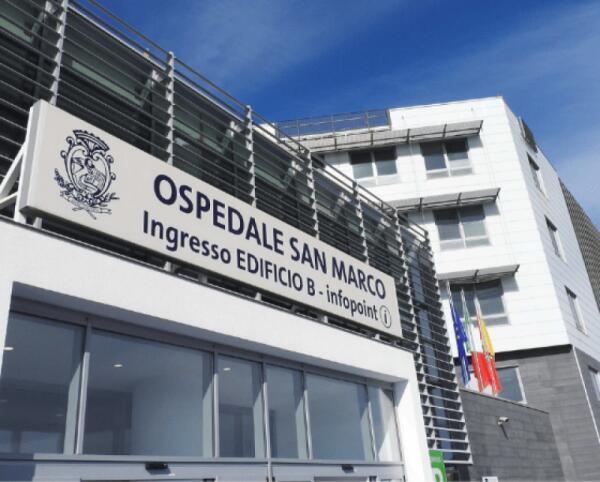 OSPEDALE SAN MARCO
Ingresso EDIFICIO B - infopoint i